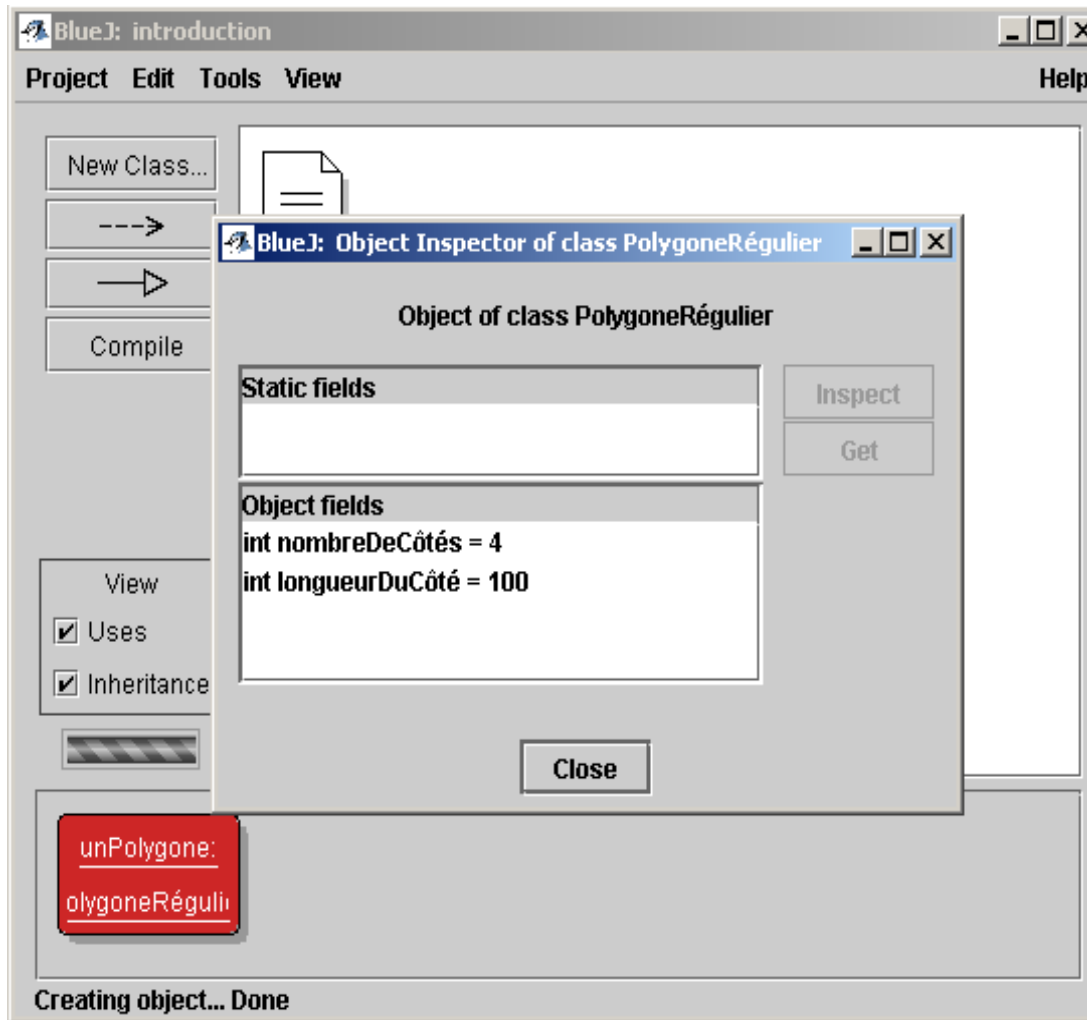 BlueJ: introduction
Project Edit Tools View Help
New Class...
Compile
BlueJ: Object Inspector of class PolygoneRégulier
Object of class PolygoneRégulier
Static fields
Inspect
Get
Object fields
int nombreDeCôtés = 4
int longueurDuCôté = 100
View
Uses
Inheritance
Close
unPolygone:
olygoneRéguli
Creating object... Done